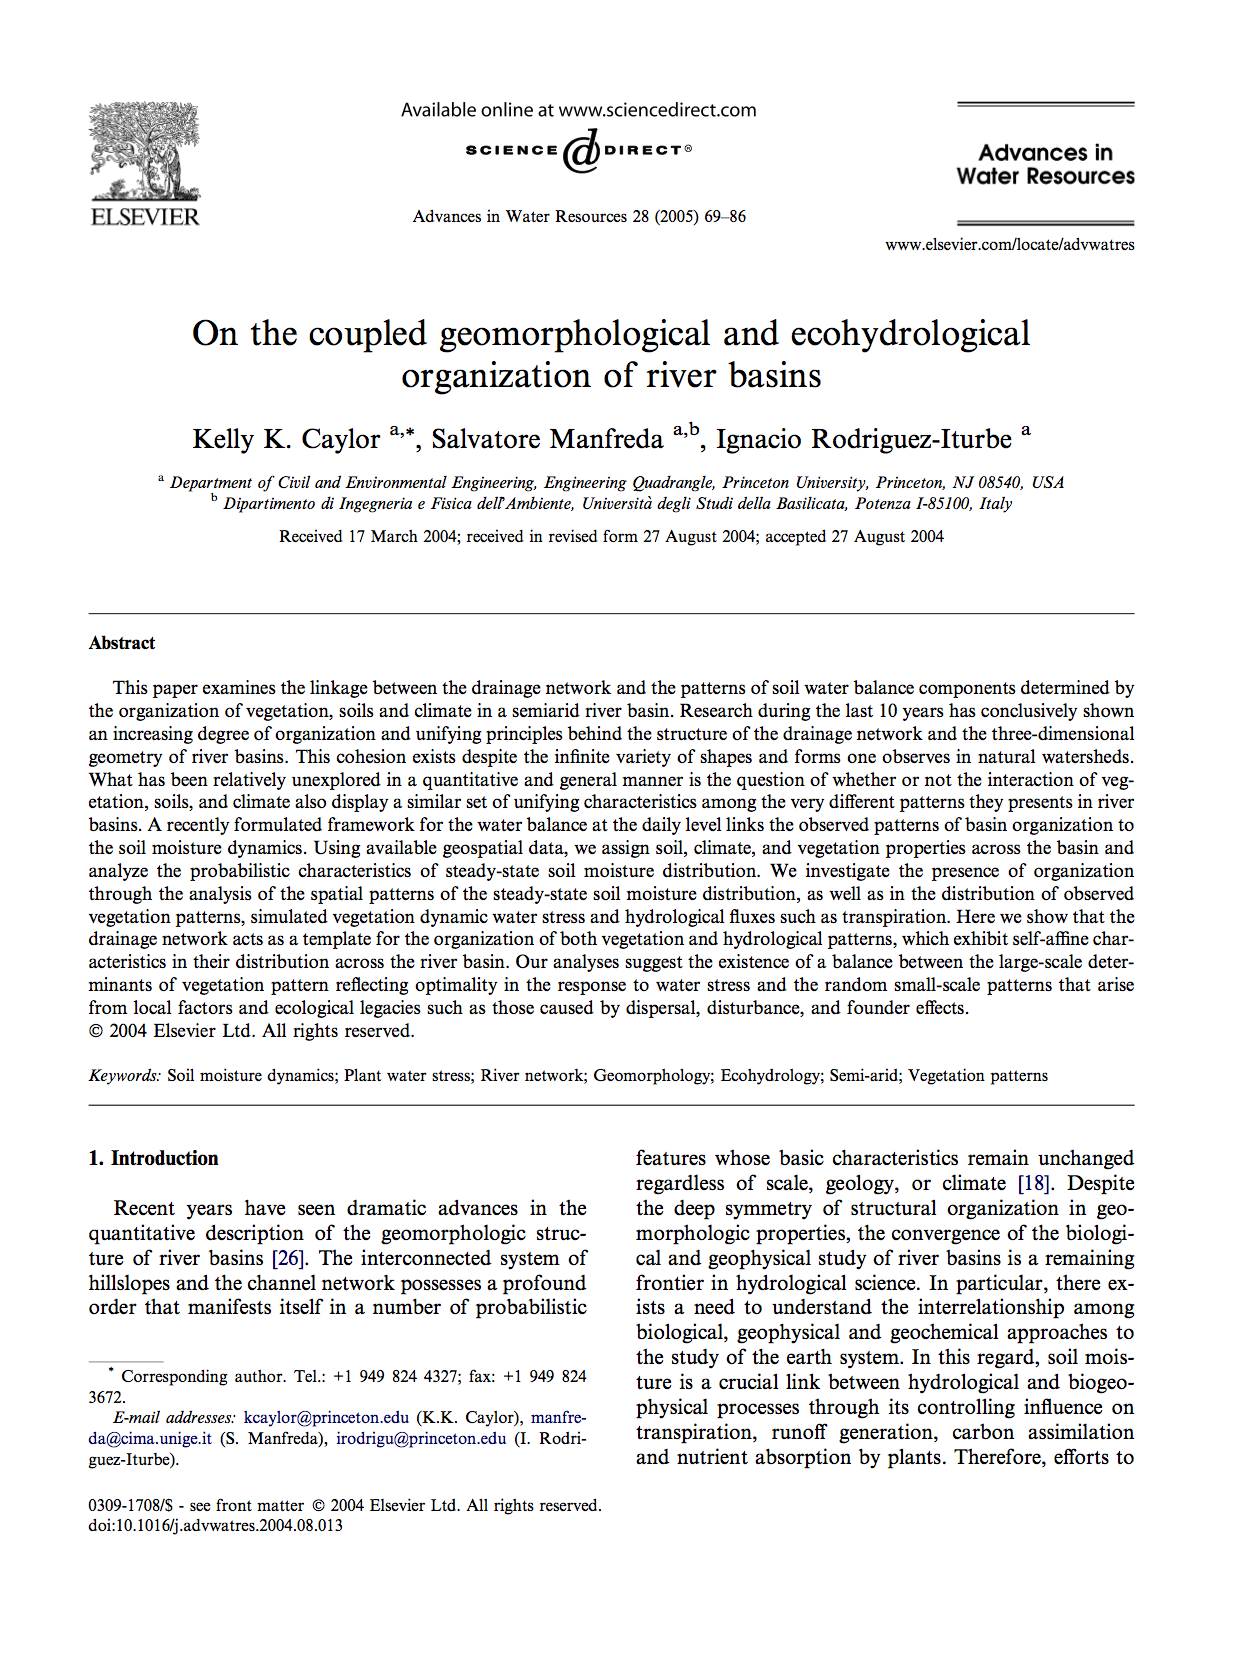 ELSEVIER
Available online at www.sciencedirect.com
SCIENCE DIRECT®
Advances in Water Resources 28 (2005) 69–86
Advances in
Water Resources
www.elsevier.com/locate/advwatres
On the coupled geomorphological and ecohydrological
organization of river basins
Kelly K. Caylor a,*, Salvatore Manfreda a,b, Ignacio Rodriguez-Iturbe a
a Department of Civil and Environmental Engineering, Engineering Quadrangle, Princeton University, Princeton, NJ 08540, USA
b Dipartimento di Ingegneria e Fisica dell'Ambiente, Università degli Studi della Basilicata, Potenza I-85100, Italy
Received 17 March 2004; received in revised form 27 August 2004; accepted 27 August 2004
Abstract
This paper examines the linkage between the drainage network and the patterns of soil water balance components determined by
the organization of vegetation, soils and climate in a semiarid river basin. Research during the last 10 years has conclusively shown
an increasing degree of organization and unifying principles behind the structure of the drainage network and the three-dimensional
geometry of river basins. This cohesion exists despite the infinite variety of shapes and forms one observes in natural watersheds.
What has been relatively unexplored in a quantitative and general manner is the question of whether or not the interaction of veg-
etation, soils, and climate also display a similar set of unifying characteristics among the very different patterns they presents in river
basins. A recently formulated framework for the water balance at the daily level links the observed patterns of basin organization to
the soil moisture dynamics. Using available geospatial data, we assign soil, climate, and vegetation properties across the basin and
analyze the probabilistic characteristics of steady-state soil moisture distribution. We investigate the presence of organization
through the analysis of the spatial patterns of the steady-state soil moisture distribution, as well as in the distribution of observed
vegetation patterns, simulated vegetation dynamic water stress and hydrological fluxes such as transpiration. Here we show that the
drainage network acts as a template for the organization of both vegetation and hydrological patterns, which exhibit self-affine char-
acteristics in their distribution across the river basin. Our analyses suggest the existence of a balance between the large-scale deter-
minants of vegetation pattern reflecting optimality in the response to water stress and the random small-scale patterns that arise
from local factors and ecological legacies such as those caused by dispersal, disturbance, and founder effects.
© 2004 Elsevier Ltd. All rights reserved.
Keywords: Soil moisture dynamics; Plant water stress; River network; Geomorphology; Ecohydrology; Semi-arid; Vegetation patterns
1. Introduction
Recent years have seen dramatic advances in the
quantitative description of the geomorphologic struc-
ture of river basins [26]. The interconnected system of
hillslopes and the channel network possesses a profound
order that manifests itself in a number of probabilistic
* Corresponding author. Tel.: +1 949 824 4327; fax: +1 949 824
3672.
E-mail addresses: kcaylor@princeton.edu (K.K. Caylor), manfre-
da@cima.unige.it (S. Manfreda), irodrigu@princeton.edu (I. Rodri-
guez-Iturbe).
features whose basic characteristics remain unchanged
regardless of scale, geology, or climate [18]. Despite
the deep symmetry of structural organization in geo-
morphologic properties, the convergence of the biologi-
cal and geophysical study of river basins is a remaining
frontier in hydrological science. In particular, there ex-
ists a need to understand the interrelationship among
biological, geophysical and geochemical approaches to
the study of the earth system. In this regard, soil mois-
ture is a crucial link between hydrological and biogeo-
physical processes through its controlling influence on
transpiration, runoff generation, carbon assimilation
and nutrient absorption by plants. Therefore, efforts to
0309-1708/$ - see front matter © 2004 Elsevier Ltd. All rights reserved.
doi:10.1016/j.advwatres.2004.08.013